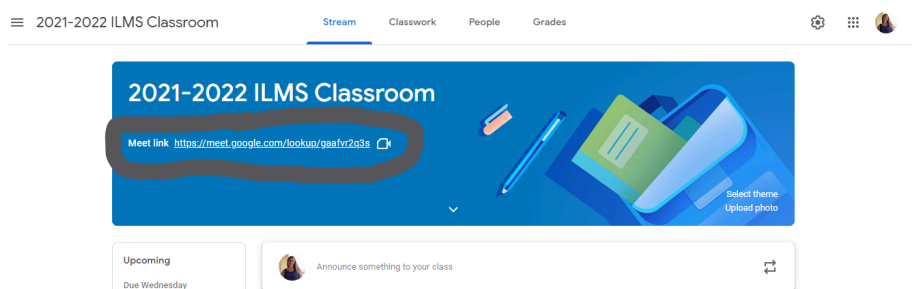 2021-2022 ILMS Classroom
Stream Classwork People Grades
2021-2022 ILMS Classroom
Meet link https://meet.google.com/lookup/gaafvr2q3s
Select theme
Upload photo
Upcoming
Announce something to your class
Due Wednesday